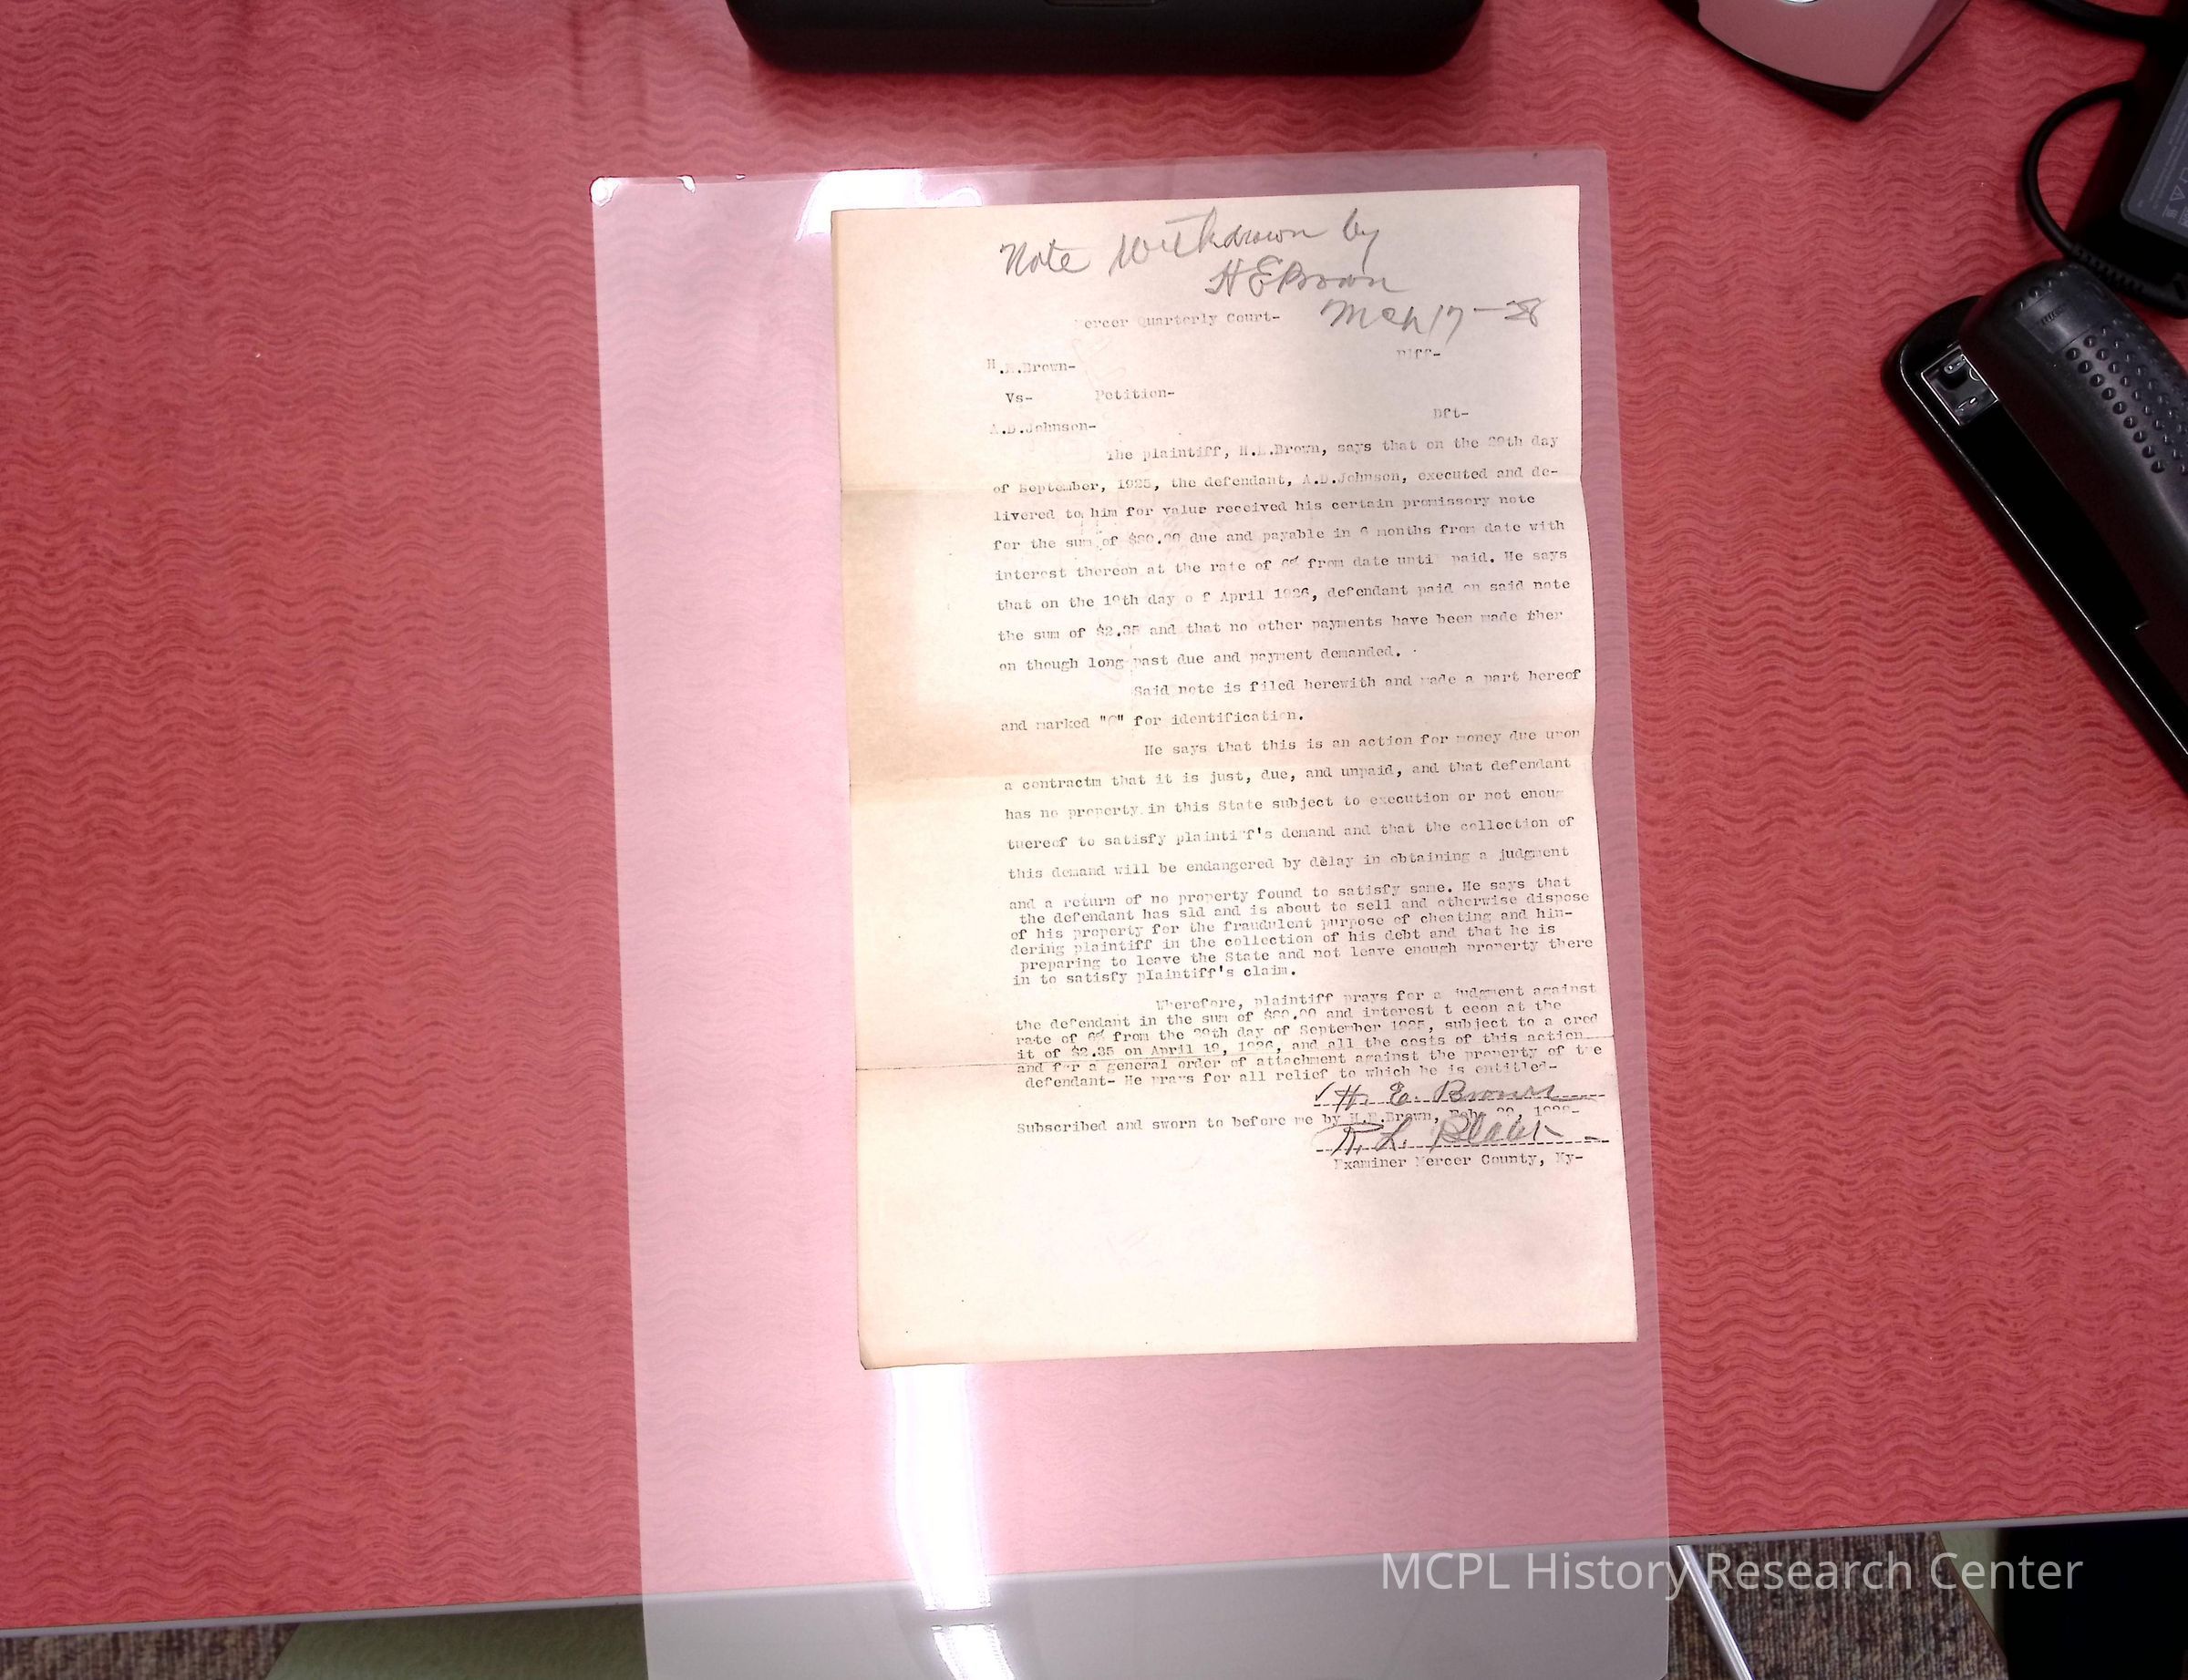 Note Withdrawn by
H E Brown
Mch 17-28
Mercer Quarterly Court-
H.E.Brown-
Vs- Petition-
Dft-
A.D.Johnson-
The plaintiff, H.E.Brown, says that on the day
of September, 1925, the defendant, A.D.Johnson, executed and de-
livered to him for valur received his certain promissory note
for the sum of due and payable in 6 months from date with
interest thereon at the rate of from date unti paid. He says
that on the day o f April 1926, defendant paid on said note
the sum of $2.35 and that no other payments have been made ther
on though long past due and payment demanded.
Said note is filed herewith and made a part hereof
and marked for identification.
He says that this is an action for money due upon
a contractm that it is just, due, and unpaid, and that defendant
has no property in this State subject to execution or not enoug
tuereof to satisfy plaintiff's demand and that the collection of
this demand will be endangered by delay in obtaining a judgment
and a return of no property found to satisfy same. He says that
the defendant has sld and is about to sell and otherwise dispose
of his property for the fraudulent purpose of cheating and hin-
dering plaintiff in the collection of his debt and that he is
preparing to leave the State and not leave enough property there
in to satisfy plaintiff's claim.
Wherefore, plaintiff prays for a judgment against
the defendant in the sum of and interest at the
rate of from the day of September 1925, subject to a cred
it of $2.35 on April 19, 1926, and all the costs of this action
and for a general order of attachment against the property of the
defendant- He prays for all relief to which he is entitled-
H. E. Brown
Subscribed and sworn to before me by H.E.Brown, Feb.
R. L. Black
Examiner Mercer County, Ky-
MCPL History Research Center